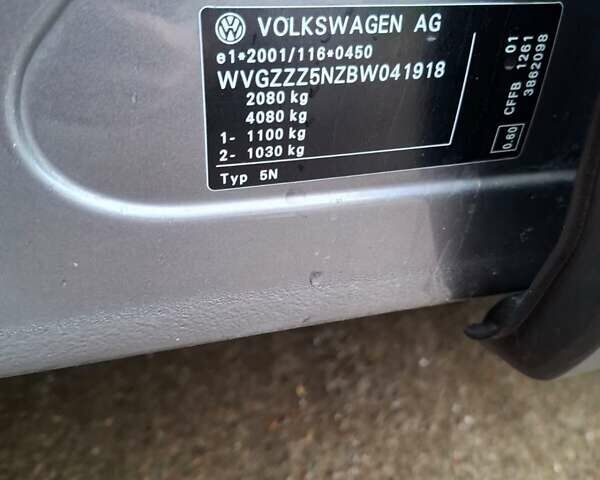 VOLKSWAGEN AG
e1*2001/116*0450
WVGZZZ5NZBW041918
2080 kg
4080 kg
1- 1100 kg
2- 1030 kg
Typ 5N
01
CFFB 1261
3862098
0.60